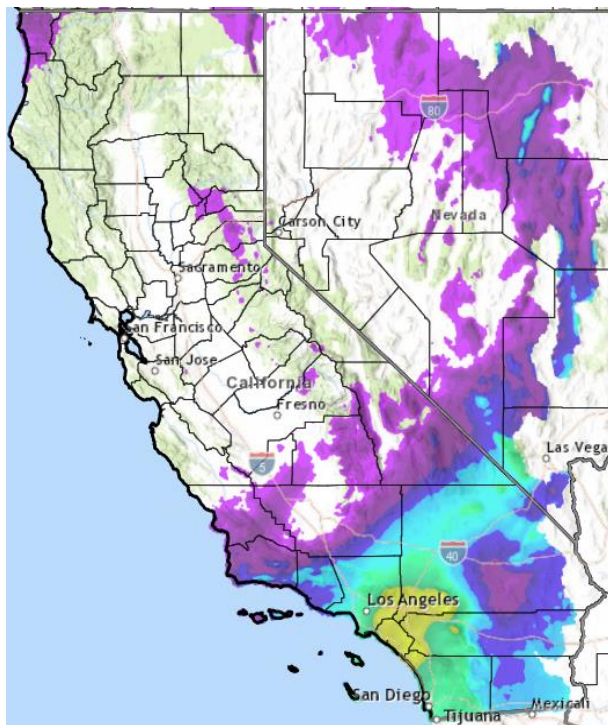 80
Nevada
Carson City
Sacramento
San Francisco
San Jose
California
Fresno
5
Las Vega
40
Los Angeles
San Diego
Mexicali
Tijuana